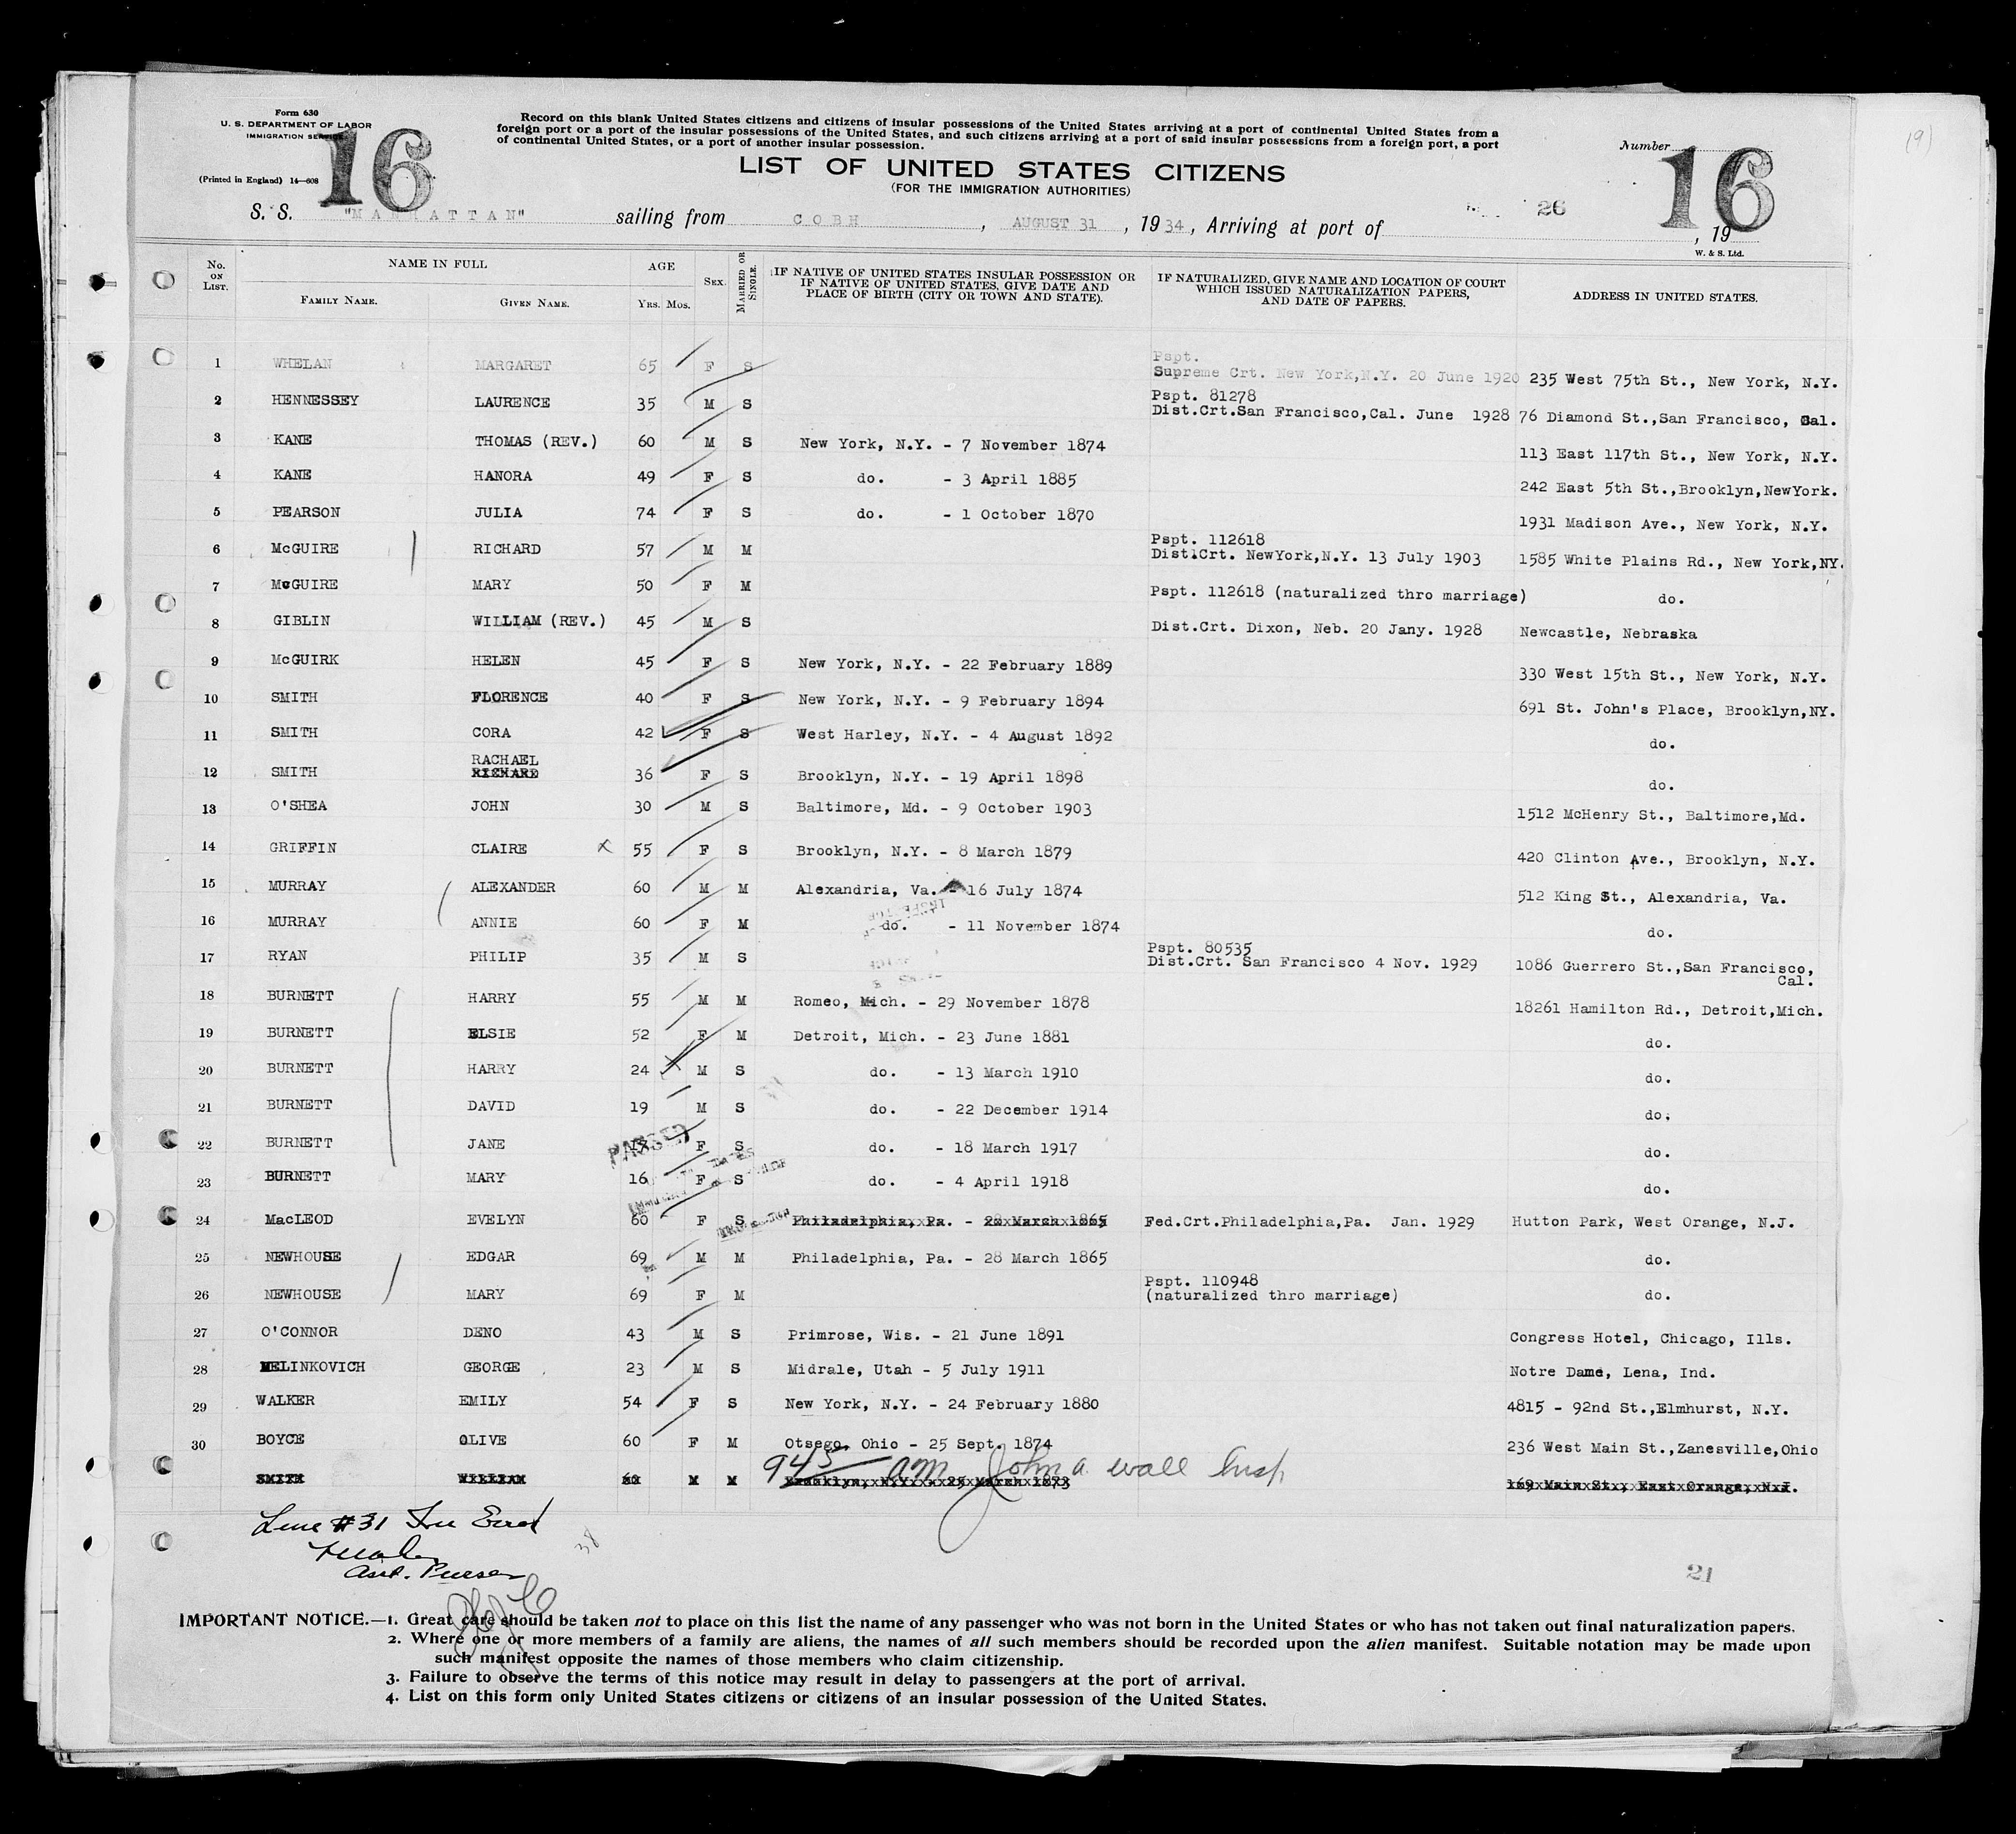 Form 630
U. S. DEPARTMENT OF LABOR
IMMIGRATION SERVICE
(Printed in England) 14—608
16
Record on this blank United States citizens and citizens of insular possessions of the United States arriving at a port of continental United States from a
foreign port or a port of the insular possessions of the United States, and such citizens arriving at a port of said insular possessions from a foreign port, a port
of continental United States, or a port of another insular possession.
Number
16
(9)
LIST OF UNITED STATES CITIZENS
(FOR THE IMMIGRATION AUTHORITIES)
S. S. "MANHATTAN" sailing from COBH, AUGUST 31, 1934, Arriving at port of 26, 19
W. & S. Ltd.
No. ON LIST. NAME IN FULL FAMILY NAME. GIVEN NAME. AGE YRS. MOS. SEX. MARRIED OR SINGLE. IF NATIVE OF UNITED STATES INSULAR POSSESSION OR IF NATIVE OF UNITED STATES, GIVE DATE AND PLACE OF BIRTH (CITY OR TOWN AND STATE). IF NATURALIZED, GIVE NAME AND LOCATION OF COURT WHICH ISSUED NATURALIZATION PAPERS, AND DATE OF PAPERS. ADDRESS IN UNITED STATES.
1 WHELAN MARGARET 65 F S Pspt. Supreme Crt. New York,N.Y. 20 June 1920 235 West 75th St., New York, N.Y.
2 HENNESSEY LAURENCE 35 M S Pspt. 81278 Dist.Crt.San Francisco,Cal. June 1928 76 Diamond St.,San Francisco, Cal.
3 KANE THOMAS (REV.) 60 M S New York, N.Y. - 7 November 1874 113 East 117th St., New York, N.Y.
4 KANE HANORA 49 F S do. - 3 April 1885 242 East 5th St.,Brooklyn,NewYork.
5 PEARSON JULIA 74 F S do. - 1 October 1870 1931 Madison Ave., New York, N.Y.
6 McGUIRE RICHARD 57 M M Pspt. 112618 Dist.Crt. NewYork,N.Y. 13 July 1903 1585 White Plains Rd., New York,NY.
7 McGUIRE MARY 50 F M Pspt. 112618 (naturalized thro marriage) do.
8 GIBLIN WILLIAM (REV.) 45 M S Dist.Crt. Dixon, Neb. 20 Jany. 1928 Newcastle, Nebraska
9 McGUIRK HELEN 45 F S New York, N.Y. - 22 February 1889 330 West 15th St., New York, N.Y.
10 SMITH FLORENCE 40 F S New York, N.Y. - 9 February 1894 691 St. John's Place, Brooklyn,NY.
11 SMITH CORA 42 F S West Harley, N.Y. - 4 August 1892 do.
12 SMITH RACHAEL RICHARD 36 F S Brooklyn, N.Y. - 19 April 1898 do.
13 O'SHEA JOHN 30 M S Baltimore, Md. - 9 October 1903 1512 McHenry St., Baltimore,Md.
14 GRIFFIN CLAIRE x 55 F S Brooklyn, N.Y. - 8 March 1879 420 Clinton Ave., Brooklyn, N.Y.
15 MURRAY ALEXANDER 60 M M Alexandria, Va. - 16 July 1874 512 King St., Alexandria, Va.
16 MURRAY ANNIE 60 F M do. - 11 November 1874 do.
17 RYAN PHILIP 35 M S Pspt. 80535 Dist.Crt. San Francisco 4 Nov. 1929 1086 Guerrero St.,San Francisco, Cal.
18 BURNETT HARRY 55 M M Romeo, Mich. - 29 November 1878 18261 Hamilton Rd., Detroit,Mich.
19 BURNETT ELSIE 52 F M Detroit, Mich. - 23 June 1881 do.
20 BURNETT HARRY 24 M S do. - 13 March 1910 do.
21 BURNETT DAVID 19 M S do. - 22 December 1914 do.
22 BURNETT JANE 17 F S do. - 18 March 1917 do.
PASSED
23 BURNETT MARY 16 F S do. - 4 April 1918 do.
24 MacLEOD EVELYN 60 F S Philadelphia, Pa. - 28 March 1865 Fed.Crt.Philadelphia,Pa. Jan. 1929 Hutton Park, West Orange, N.J.
25 NEWHOUSE EDGAR 69 M M Philadelphia, Pa. - 28 March 1865 do.
26 NEWHOUSE MARY 69 F M Pspt. 110948 (naturalized thro marriage) do.
27 O'CONNOR DENO 43 M S Primrose, Wis. - 21 June 1891 Congress Hotel, Chicago, Ills.
28 MELINKOVICH GEORGE 23 M S Midrale, Utah - 5 July 1911 Notre Dame, Lena, Ind.
29 WALKER EMILY 54 F S New York, N.Y. - 24 February 1880 4815 - 92nd St.,Elmhurst, N.Y.
30 BOYCE OLIVE 60 F M Otsego, Ohio - 25 Sept. 1874 236 West Main St.,Zanesville,Ohio
945 am John a wall Insp
SMITH WILLIAM M M Brooklyn, N.Y. - 25 March 1873 169 Main St., East Orange, N.J.
Line #31
Asst. Purser
21
IMPORTANT NOTICE.—1. Great care should be taken not to place on this list the name of any passenger who was not born in the United States or who has not taken out final naturalization papers.
2. Where one or more members of a family are aliens, the names of all such members should be recorded upon the alien manifest. Suitable notation may be made upon
such manifest opposite the names of those members who claim citizenship.
3. Failure to observe the terms of this notice may result in delay to passengers at the port of arrival.
4. List on this form only United States citizens or citizens of an insular possession of the United States.